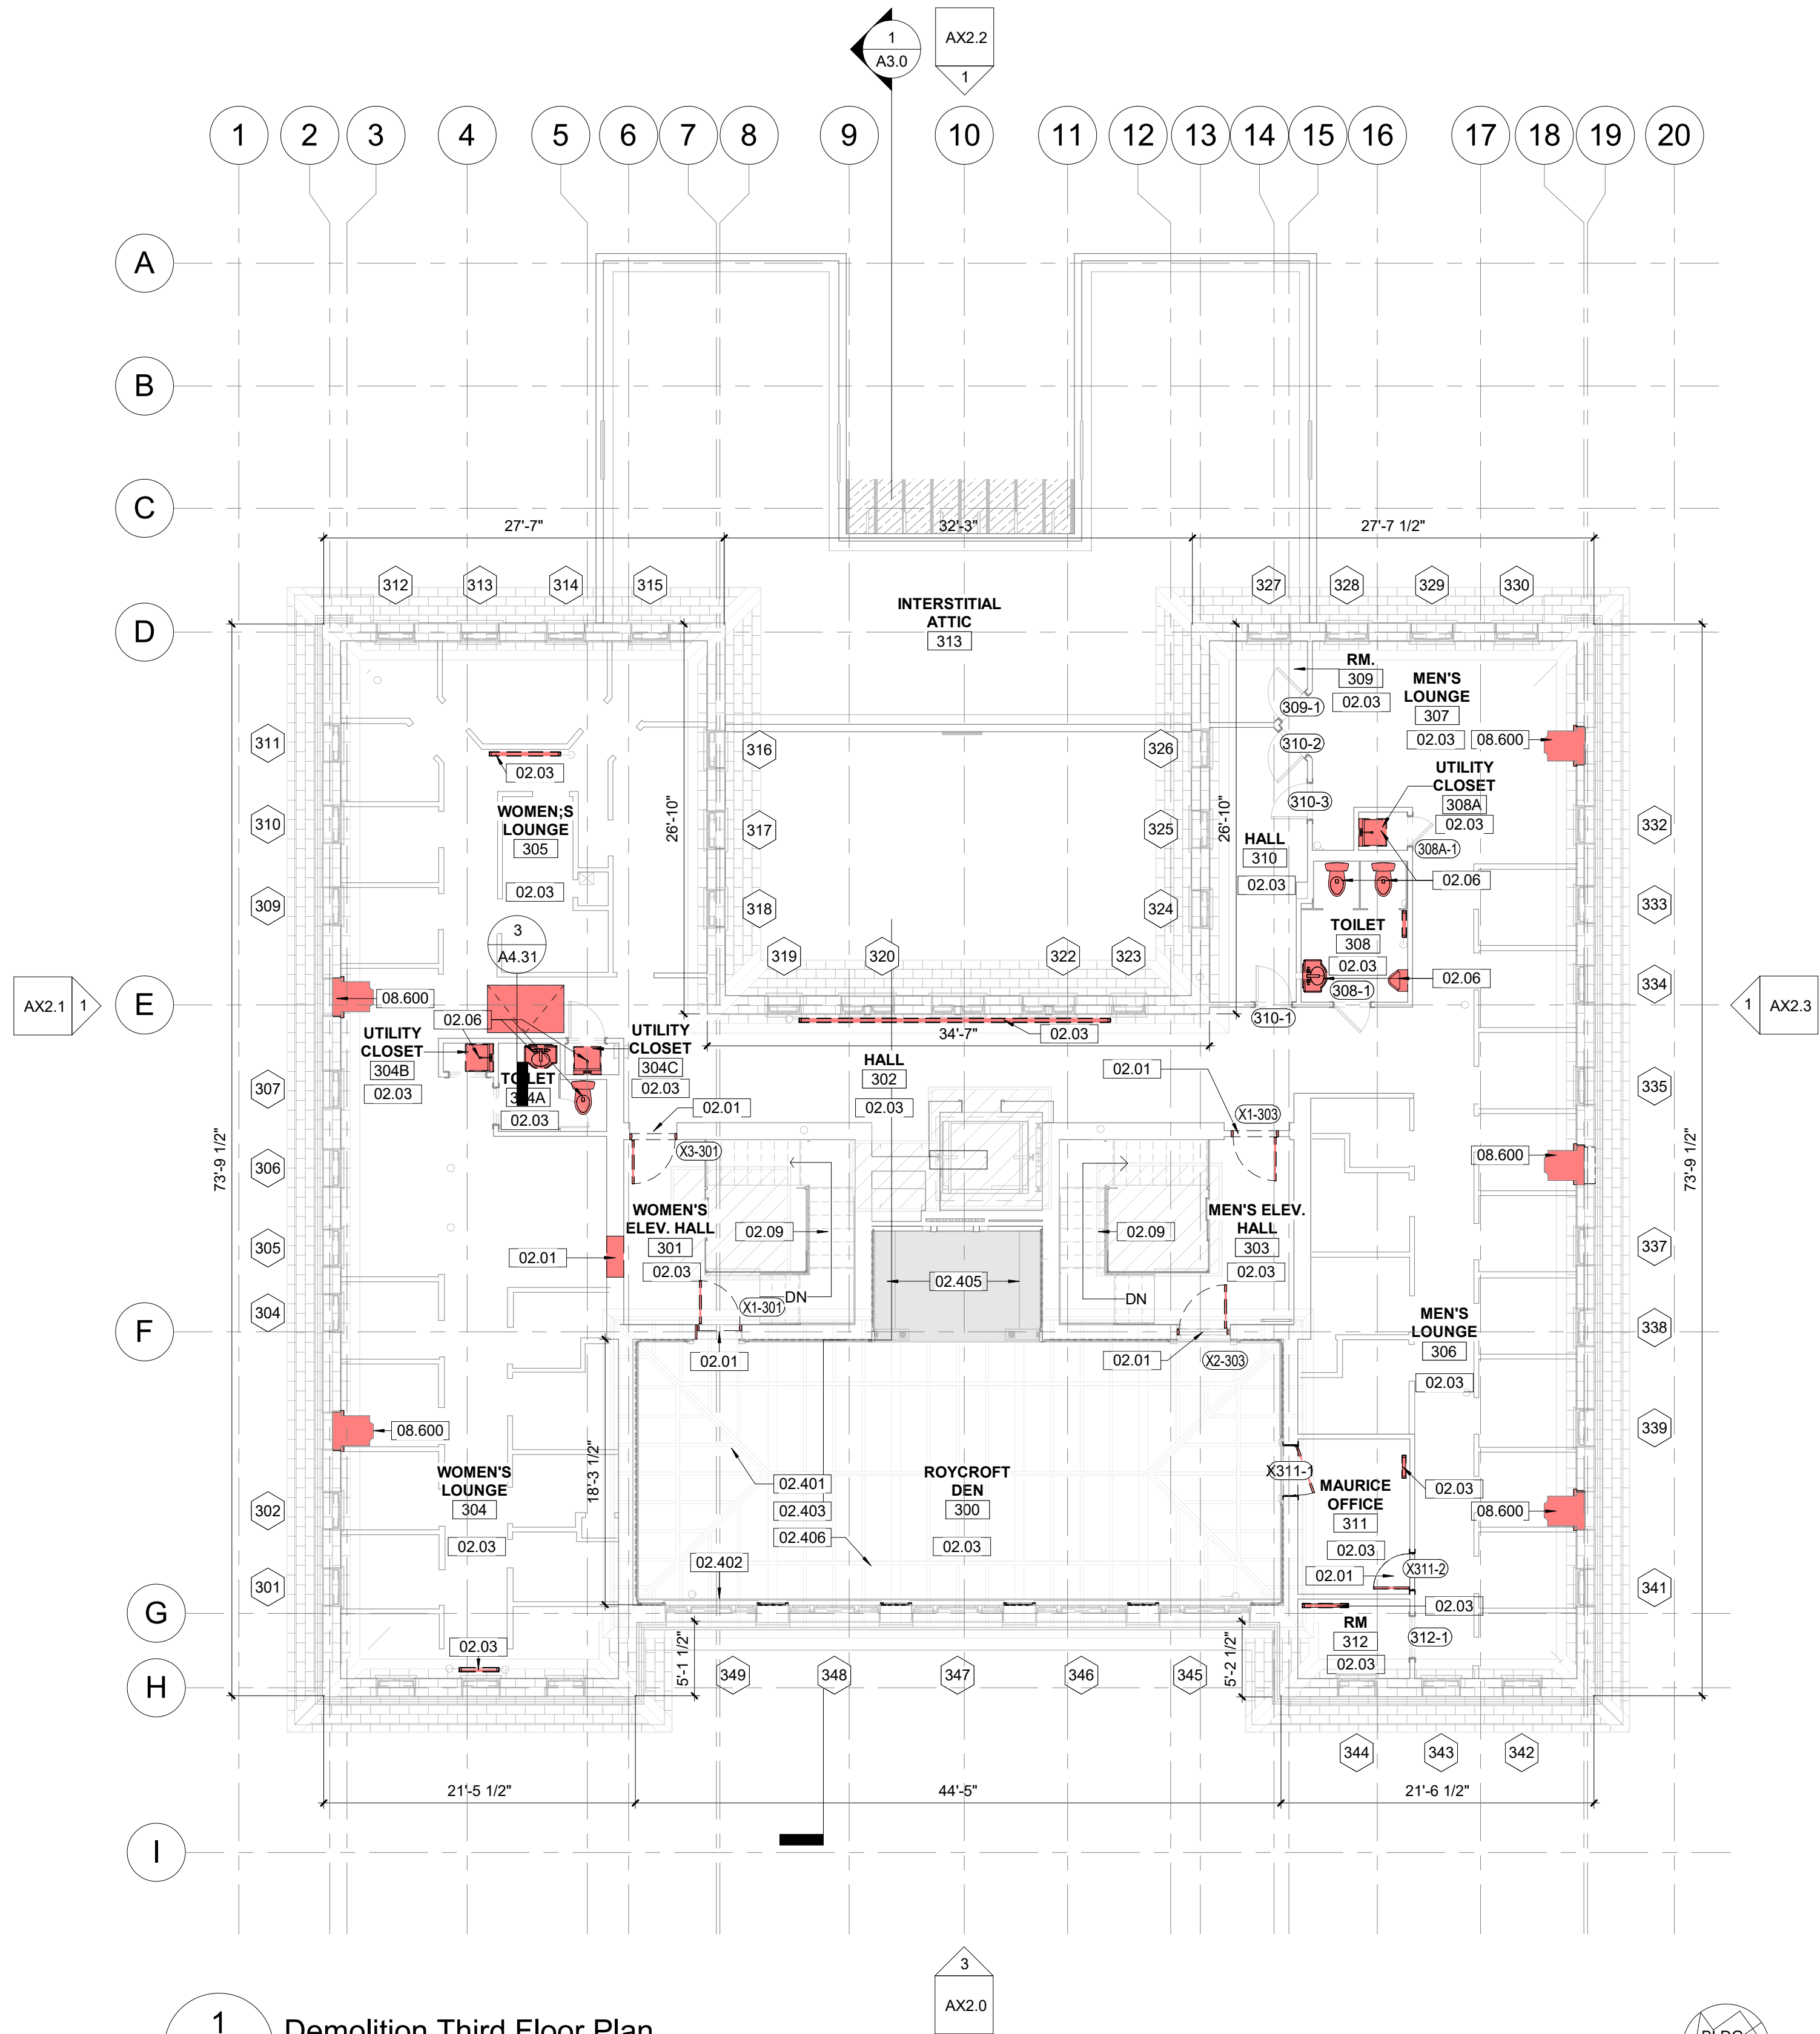 1
A3.0
AX2.2
1
1 2 3 4 5 6 7 8 9 10 11 12 13 14 15 16 17 18 19 20
A
B
C
27'-7" 32'-3" 27'-7 1/2"
312 313 314 315
327 328 329 330
INTERSTITIAL
ATTIC
313
D
RM.
309
02.03
MEN'S
LOUNGE
307
02.03
309-1
08.600
311
02.03
316
326
310-2
UTILITY
CLOSET
308A
02.03
310-3
308A-1
WOMEN;S
LOUNGE
305
02.03
26'-10"
26'-10"
310
317
325
332
HALL
310
02.03
02.06
309
318
324
333
TOILET
308
02.03
3
A4.31
319 320 322 323
02.06
308-1
334
AX2.1 1
E
08.600
310-1
1 AX2.3
02.06
02.03
34'-7"
UTILITY
CLOSET
304B
02.03
UTILITY
CLOSET
304C
02.03
HALL
302
02.03
02.01
307
335
02.03
02.01
X3-301
X1-303
73'-9 1/2"
73'-9 1/2"
306
08.600
WOMEN'S
ELEV. HALL
301
02.03
02.09
02.09
MEN'S ELEV.
HALL
303
02.03
305
337
02.01
02.405
X1-301
DN
DN
304
338
F
MEN'S
LOUNGE
306
02.03
02.01
02.01
X2-303
08.600
339
18'-3 1/2"
WOMEN'S
LOUNGE
304
02.03
02.401
02.403
02.406
ROYCROFT
DEN
300
02.03
X311-1
MAURICE
OFFICE
311
02.03
02.03
08.600
302
02.402
02.01
X311-2
301
341
G
02.03
RM
312
02.03
312-1
02.03
5'-1 1/2"
5'-2 1/2"
H
349 348 347 346 345
344 343 342
21'-5 1/2" 44'-5" 21'-6 1/2"
I
3
AX2.0
1
Demolition Third Floor Plan